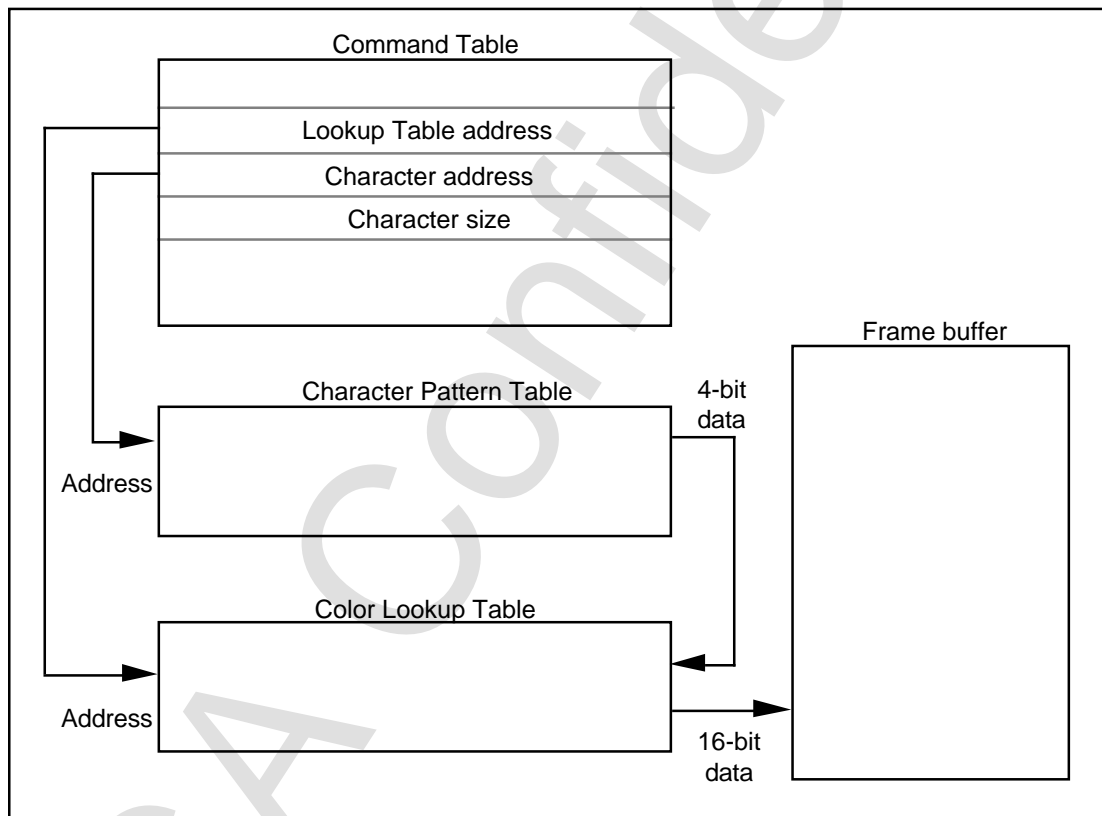 Command Table
Lookup Table address
Character address
Character size
Frame buffer
Character Pattern Table
4-bit
data
Address
Color Lookup Table
Address
16-bit
data
A Confide